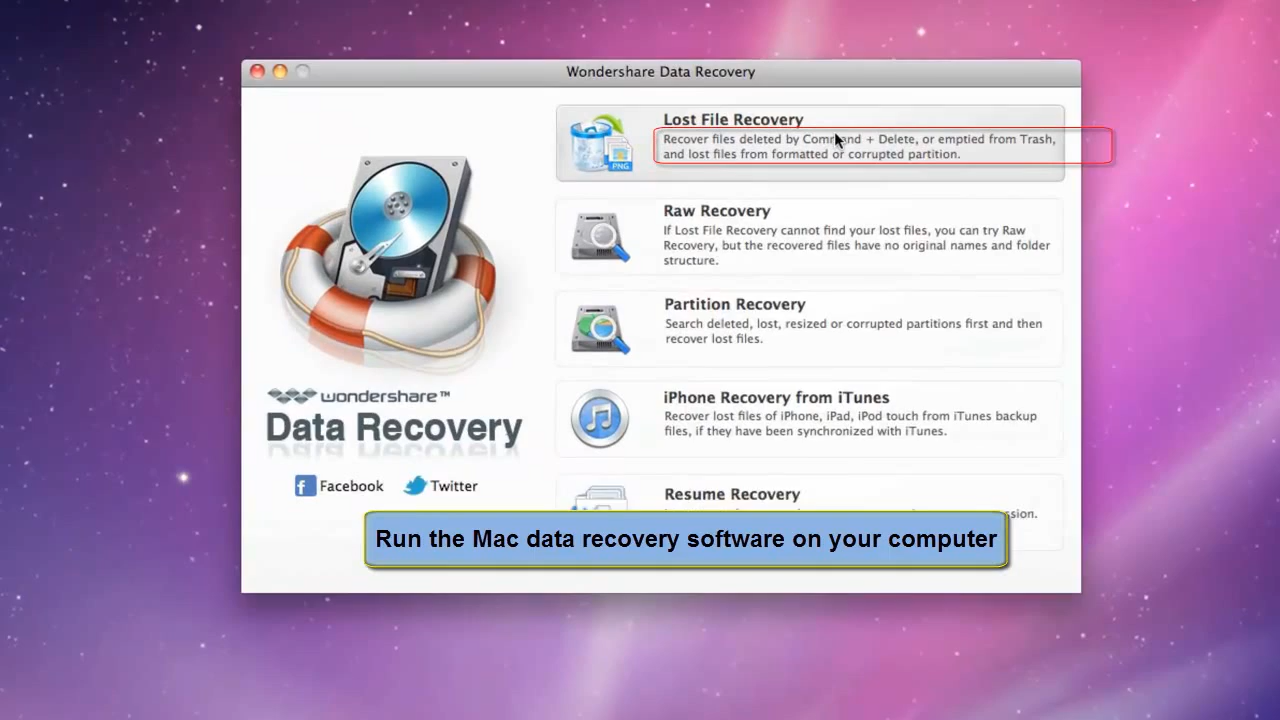 Wondershare Data Recovery
Lost File Recovery
Recover files deleted by Command + Delete, or emptied from Trash,
and lost files from formatted or corrupted partition.
PNG
Raw Recovery
If Lost File Recovery cannot find your lost files, you can try Raw
Recovery, but the recovered files have no original names and folder
structure.
Partition Recovery
Search deleted, lost, resized or corrupted partitions first and then
recover lost files.
iPhone Recovery from iTunes
Recover lost files of iPhone, iPad, iPod touch from iTunes backup
files, if they have been synchronized with iTunes.
Resume Recovery
wondershare™
Data Recovery
Facebook
Twitter
Run the Mac data recovery software on your computer